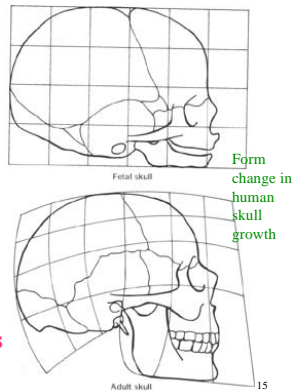 Form
change in
human
skull
growth
Fetal skull
Adult skull
15